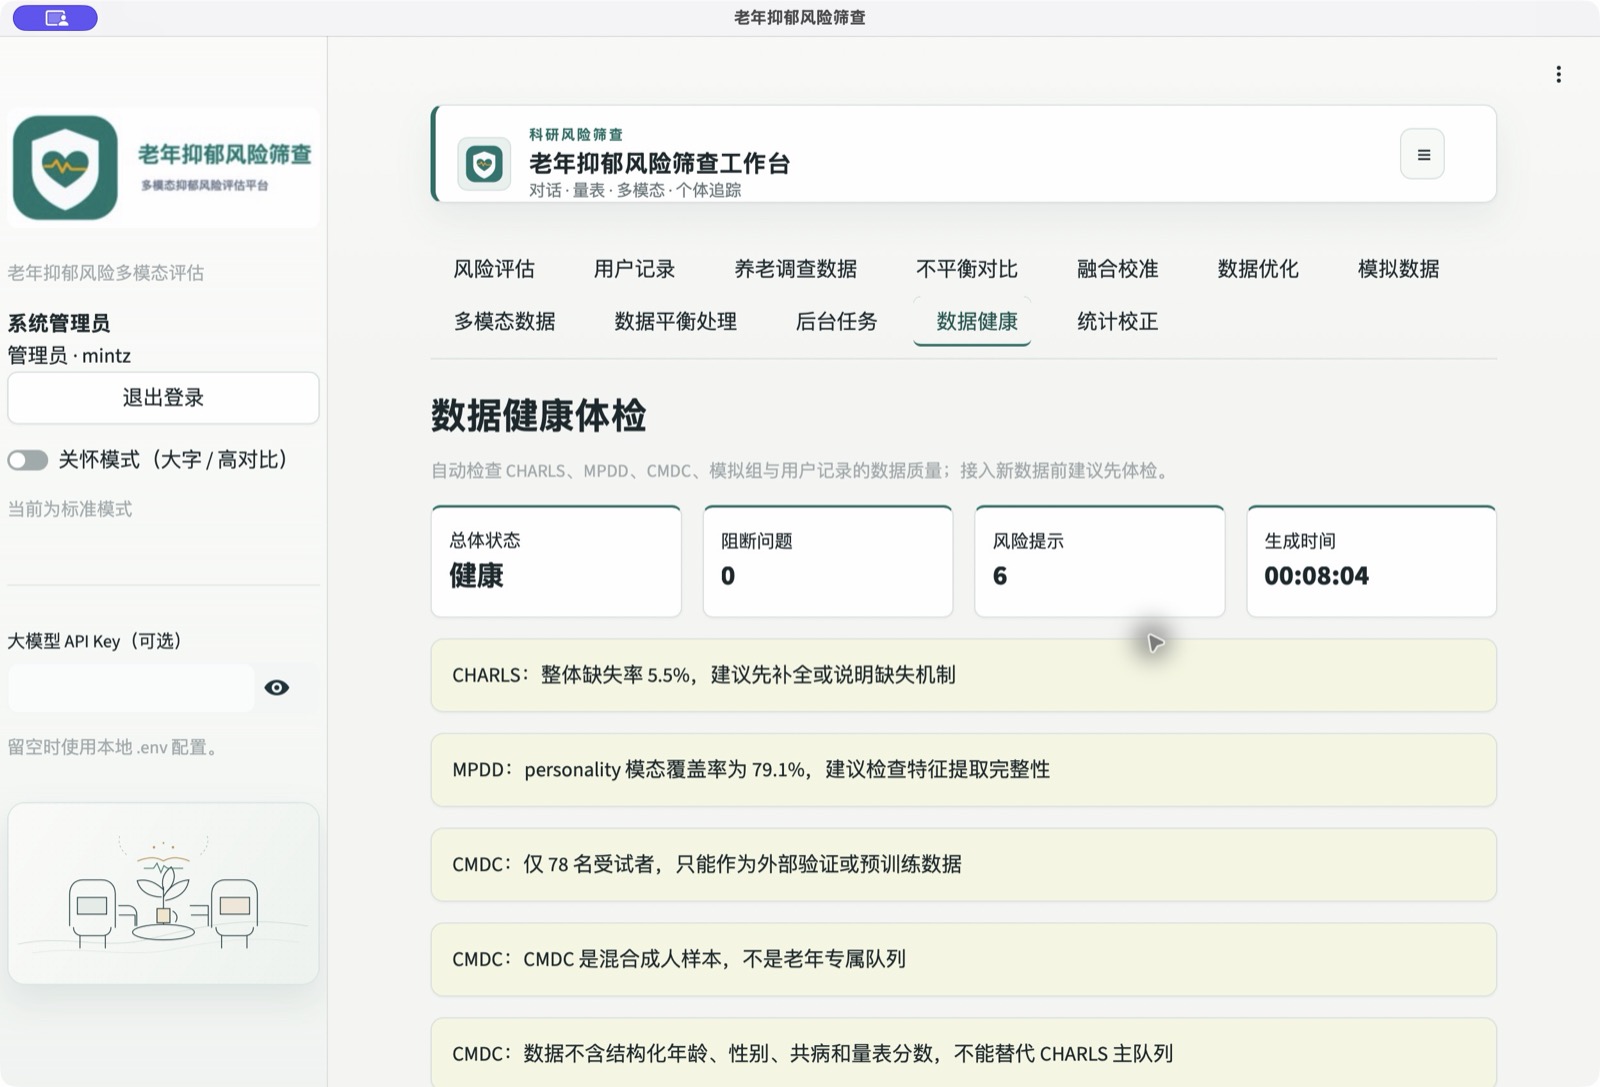 老年抑郁风险筛查
老年抑郁风险筛查
多模态抑郁风险评估平台
老年抑郁风险多模态评估
系统管理员
管理员 · mintz
退出登录
关怀模式（大字 / 高对比）
当前为标准模式
大模型 API Key（可选）
留空时使用本地 .env 配置。
科研风险筛查
老年抑郁风险筛查工作台
对话 · 量表 · 多模态 · 个体追踪
风险评估 用户记录 养老调查数据 不平衡对比 融合校准 数据优化 模拟数据
多模态数据 数据平衡处理 后台任务 数据健康 统计校正
数据健康体检
自动检查 CHARLS、MPDD、CMDC、模拟组与用户记录的数据质量；接入新数据前建议先体检。
总体状态
健康
阻断问题
0
风险提示
6
生成时间
00:08:04
CHARLS：整体缺失率 5.5%，建议先补全或说明缺失机制
MPDD：personality 模态覆盖率为 79.1%，建议检查特征提取完整性
CMDC：仅 78 名受试者，只能作为外部验证或预训练数据
CMDC：CMDC 是混合成人样本，不是老年专属队列
CMDC：数据不含结构化年龄、性别、共病和量表分数，不能替代 CHARLS 主队列